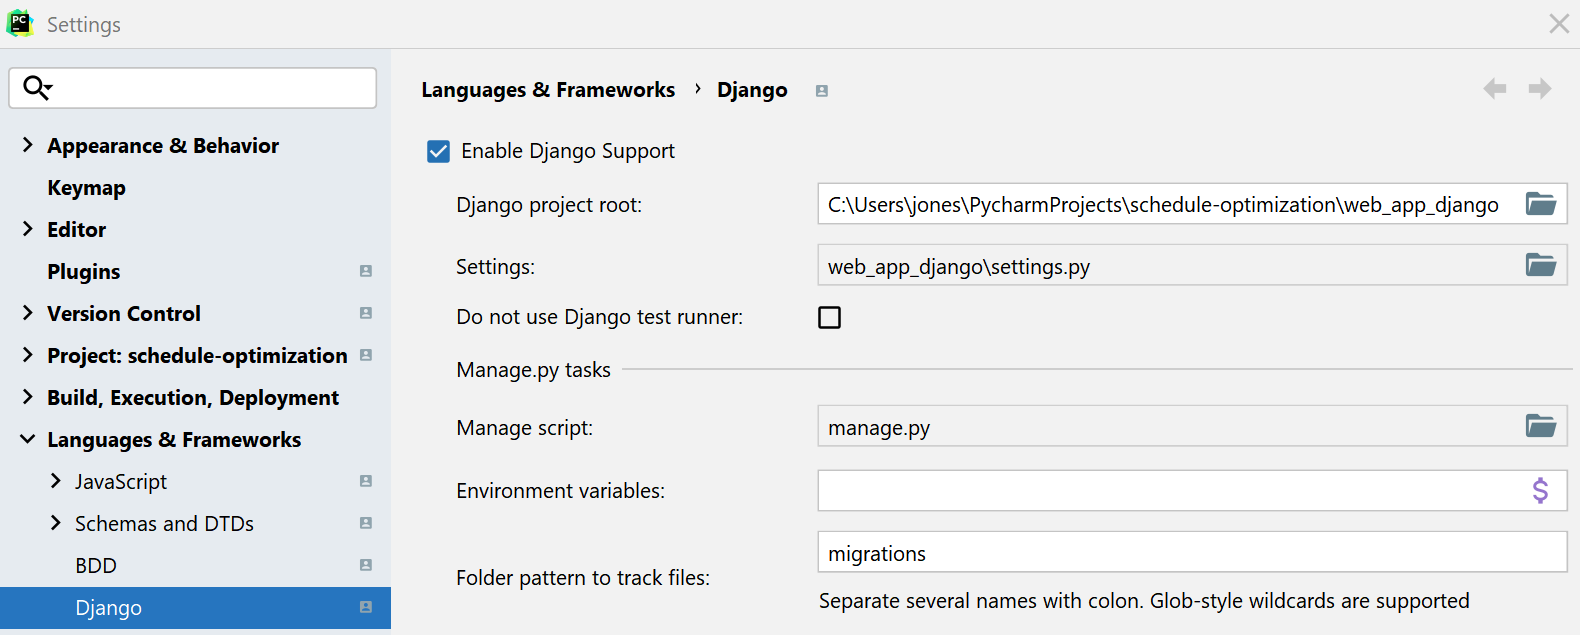 PC
Settings
Appearance & Behavior
Keymap
Editor
Plugins
Version Control
Project: schedule-optimization
Build, Execution, Deployment
Languages & Frameworks
JavaScript
Schemas and DTDs
BDD
Django
Languages & Frameworks › Django
Enable Django Support
Django project root: C:\Users\jones\PycharmProjects\schedule-optimization\web_app_django
Settings: web_app_django\settings.py
Do not use Django test runner:
Manage.py tasks
Manage script: manage.py
Environment variables: $
Folder pattern to track files: migrations
Separate several names with colon. Glob-style wildcards are supported